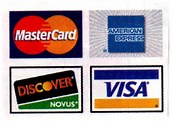 MasterCard
AMERICAN
EXPRESS
DISCOVER
NOVUS
VISA